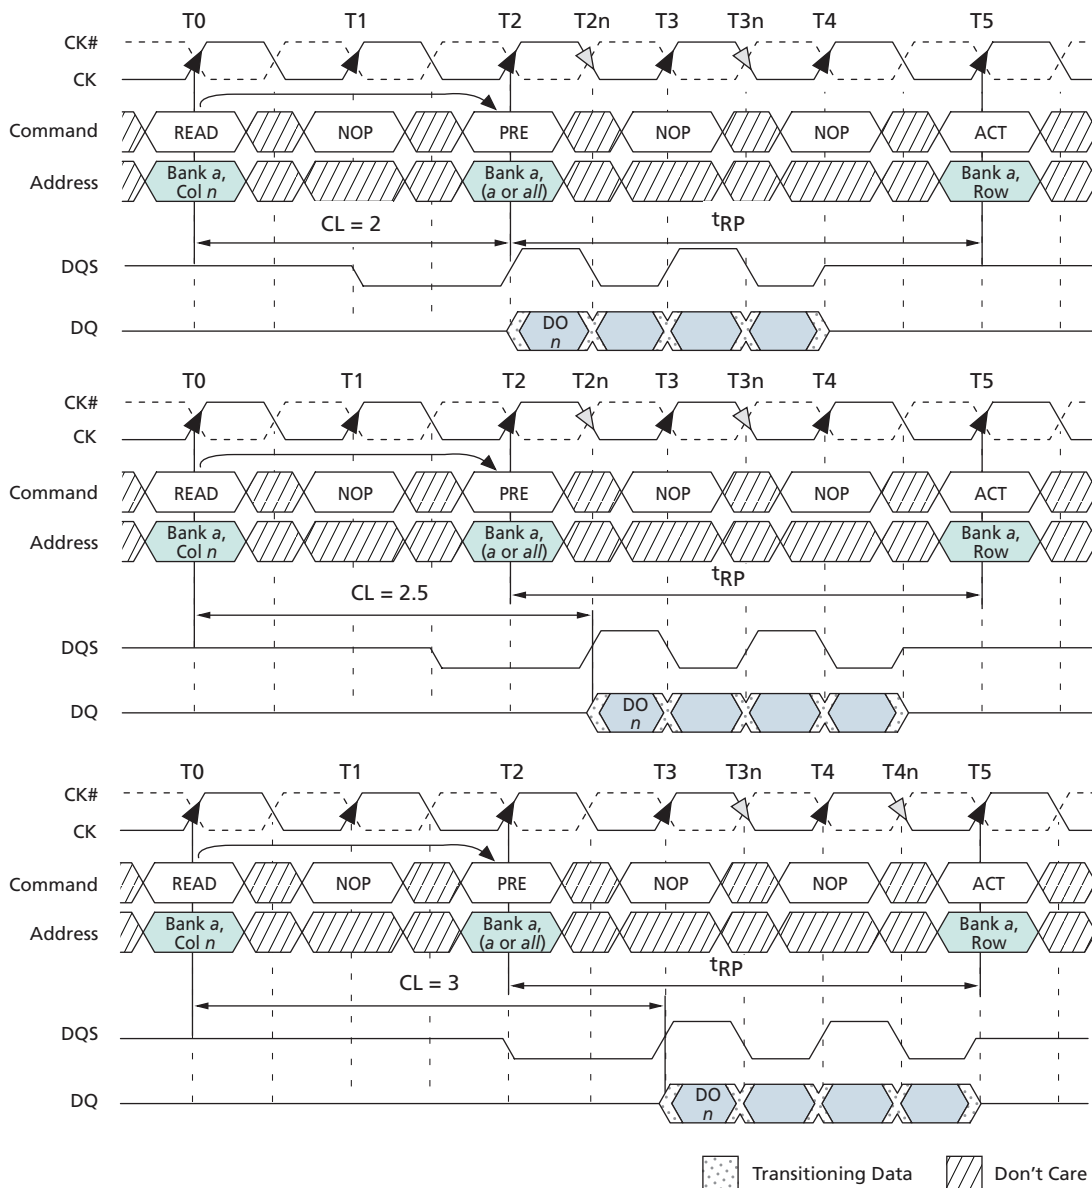 T0 T1 T2 T2n T3 T3n T4 T5
CK#
CK
Command READ NOP PRE NOP NOP ACT
Address Bank a, Col n Bank a, (a or all) Bank a, Row
CL = 2 tRP
DQS
DQ DO n
T0 T1 T2 T2n T3 T3n T4 T5
CK#
CK
Command READ NOP PRE NOP NOP ACT
Address Bank a, Col n Bank a, (a or all) Bank a, Row
tRP
CL = 2.5
DQS
DQ DO n
T0 T1 T2 T3 T3n T4 T4n T5
CK#
CK
Command READ NOP PRE NOP NOP ACT
Address Bank a, Col n Bank a, (a or all) Bank a, Row
tRP
CL = 3
DQS
DQ DO n
Transitioning Data Don't Care